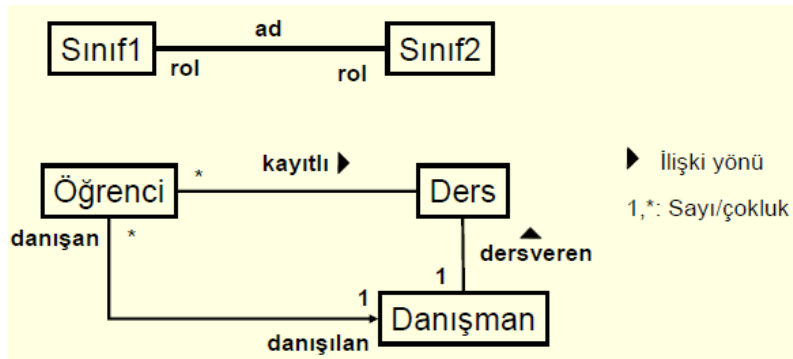 ad
Sınıf1
Sınıf2
rol
rol
kayıtlı
İlişki yönü
*
Öğrenci
Ders
1,*: Sayı/çokluk
danışan
*
dersveren
1
1
Danışman
danışılan